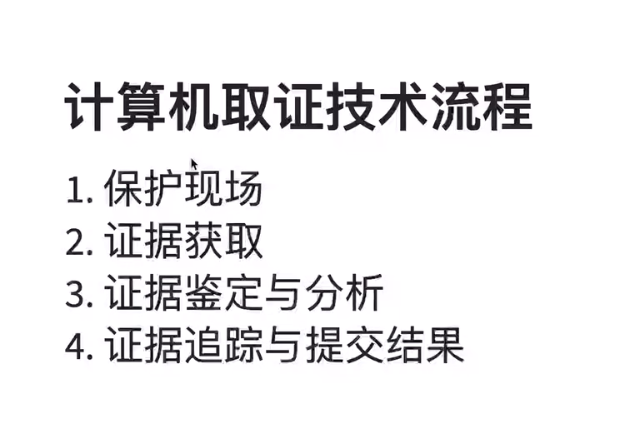 计算机取证技术流程
1. 保护现场
2. 证据获取
3. 证据鉴定与分析
4. 证据追踪与提交结果